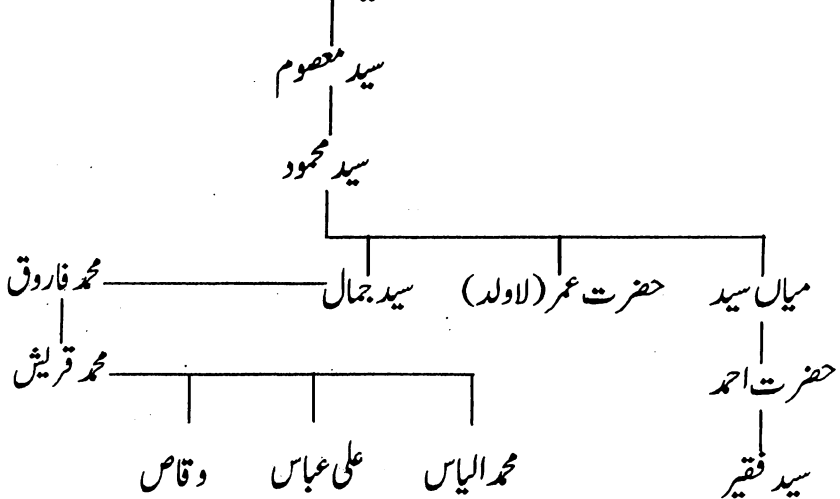 سید معصوم
سید محمود
میاں سید حضرت عمر (لاولد) سید جمال محمد فاروق
حضرت احمد محمد قریش
سید فقیر محمد الیاس علی عباس وقاص